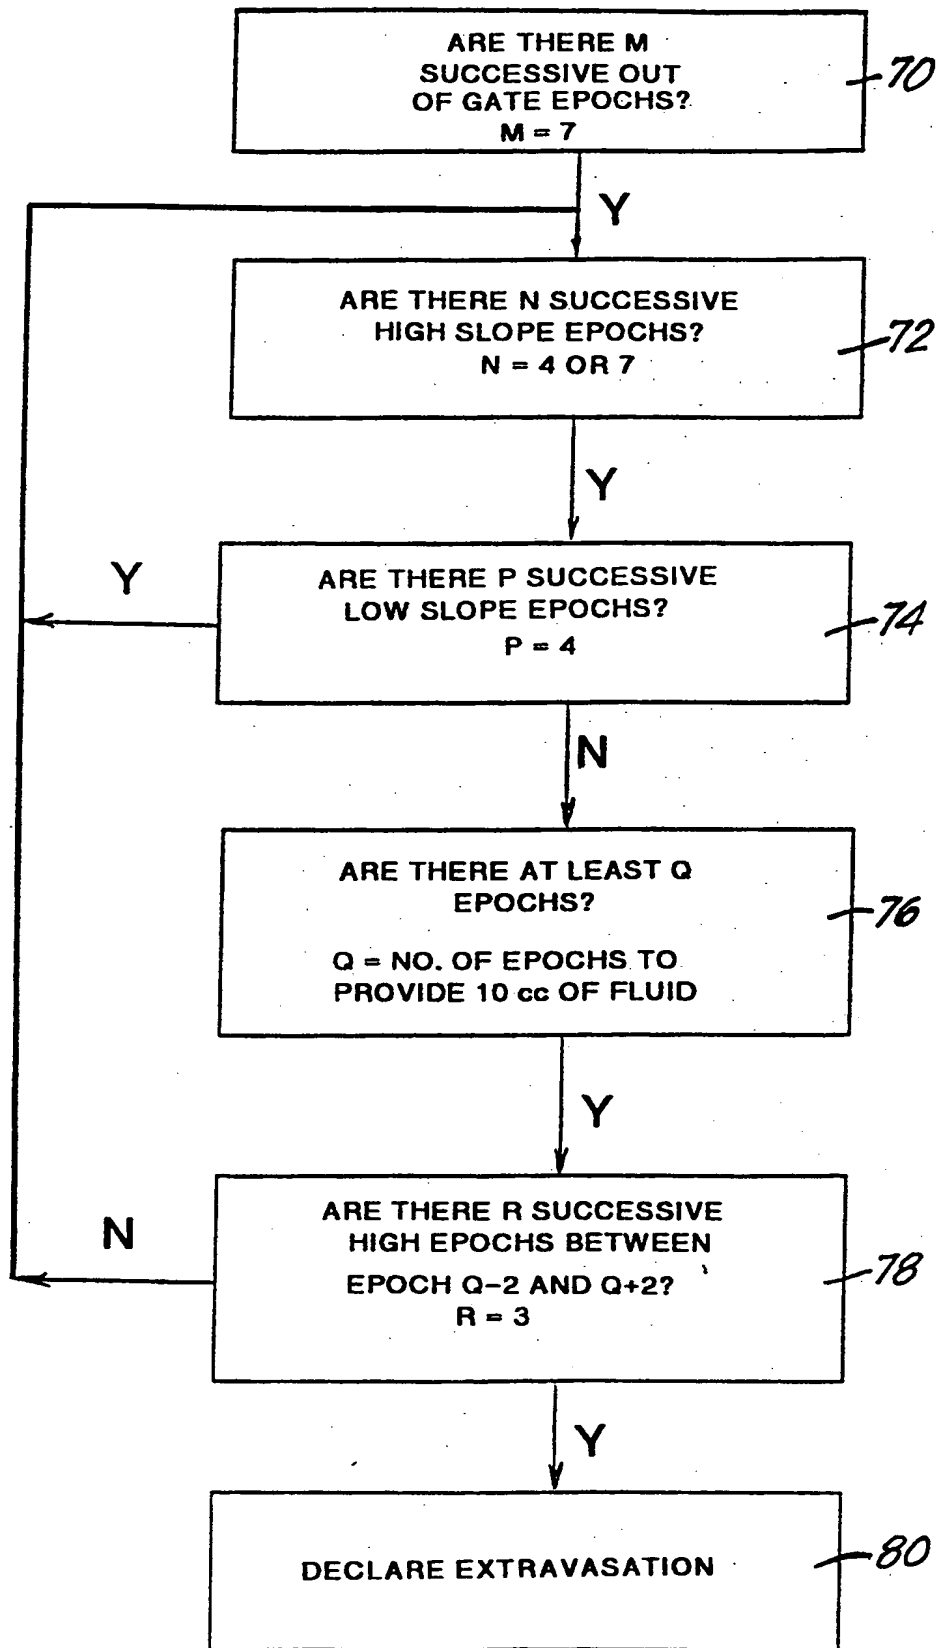 ARE THERE M
SUCCESSIVE OUT
OF GATE EPOCHS?
M = 7
70
Y
ARE THERE N SUCCESSIVE
HIGH SLOPE EPOCHS?
N = 4 OR 7
72
Y
ARE THERE P SUCCESSIVE
LOW SLOPE EPOCHS?
P = 4
74
Y
N
ARE THERE AT LEAST Q
EPOCHS?
Q = NO. OF EPOCHS TO
PROVIDE 10 cc OF FLUID
76
Y
ARE THERE R SUCCESSIVE
HIGH EPOCHS BETWEEN
EPOCH Q-2 AND Q+2?
R = 3
78
N
Y
DECLARE EXTRAVASATION
80